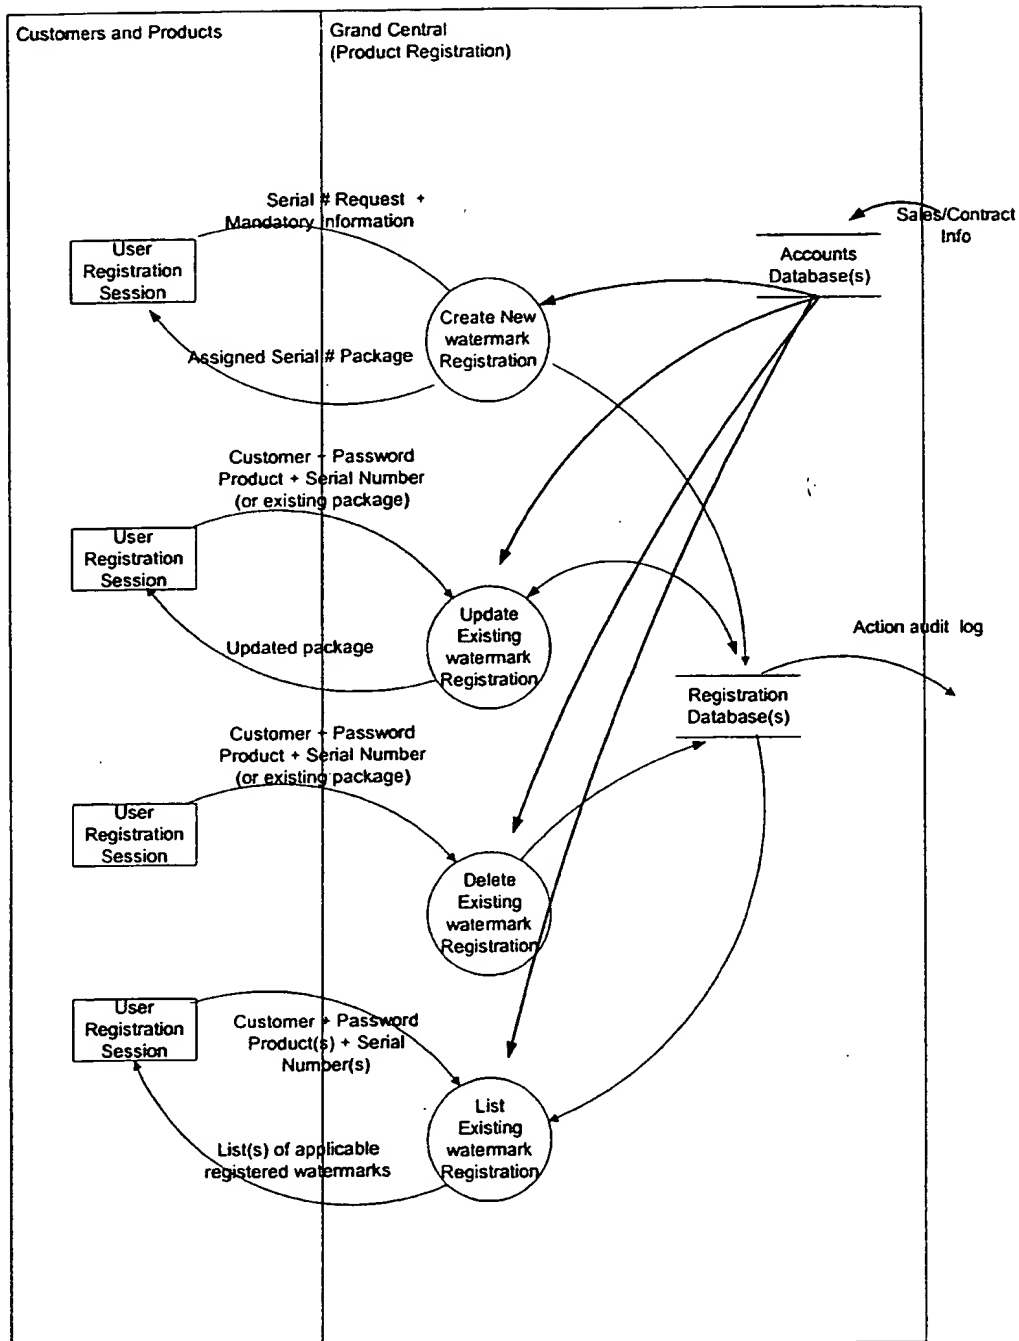 Customers and Products
Grand Central
(Product Registration)
Serial # Request +
Mandatory Information
Sales/Contract
Info
User
Registration
Session
Accounts
Database(s)
Create New
watermark
Registration
Assigned Serial # Package
Customer + Password
Product + Serial Number
(or existing package)
User
Registration
Session
Update
Existing
watermark
Registration
Action audit log
Updated package
Registration
Database(s)
Customer + Password
Product + Serial Number
(or existing package)
User
Registration
Session
Delete
Existing
watermark
Registration
User
Registration
Session
Customer + Password
Product(s) + Serial
Number(s)
List
Existing
watermark
Registration
List(s) of applicable
registered watermarks